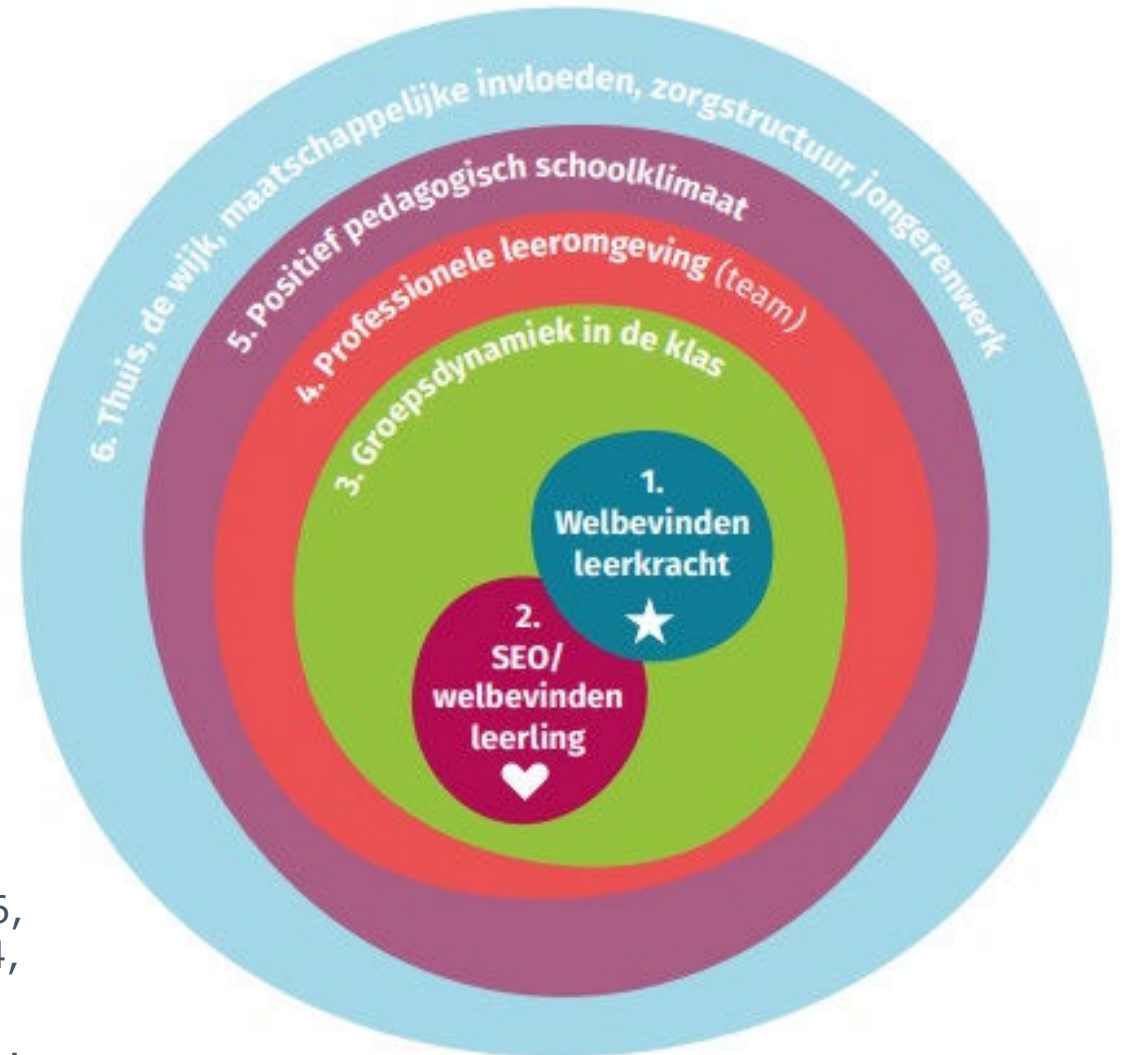 6. Thuis, de wijk, maatschappelijke invloeden, zorgstructuur, jongerenwerk
5. Positief pedagogisch schoolklimaat
4. Professionele leeromgeving (team)
3. Groepsdynamiek in de klas
1.
Welbevinden
leerkracht
2.
SEO/
welbevinden
leerling